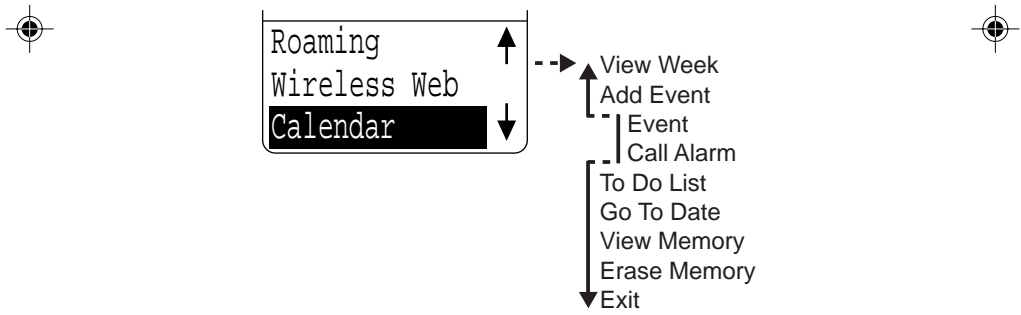 Roaming
Wireless Web
Calendar
View Week
Add Event
Event
Call Alarm
To Do List
Go To Date
View Memory
Erase Memory
Exit